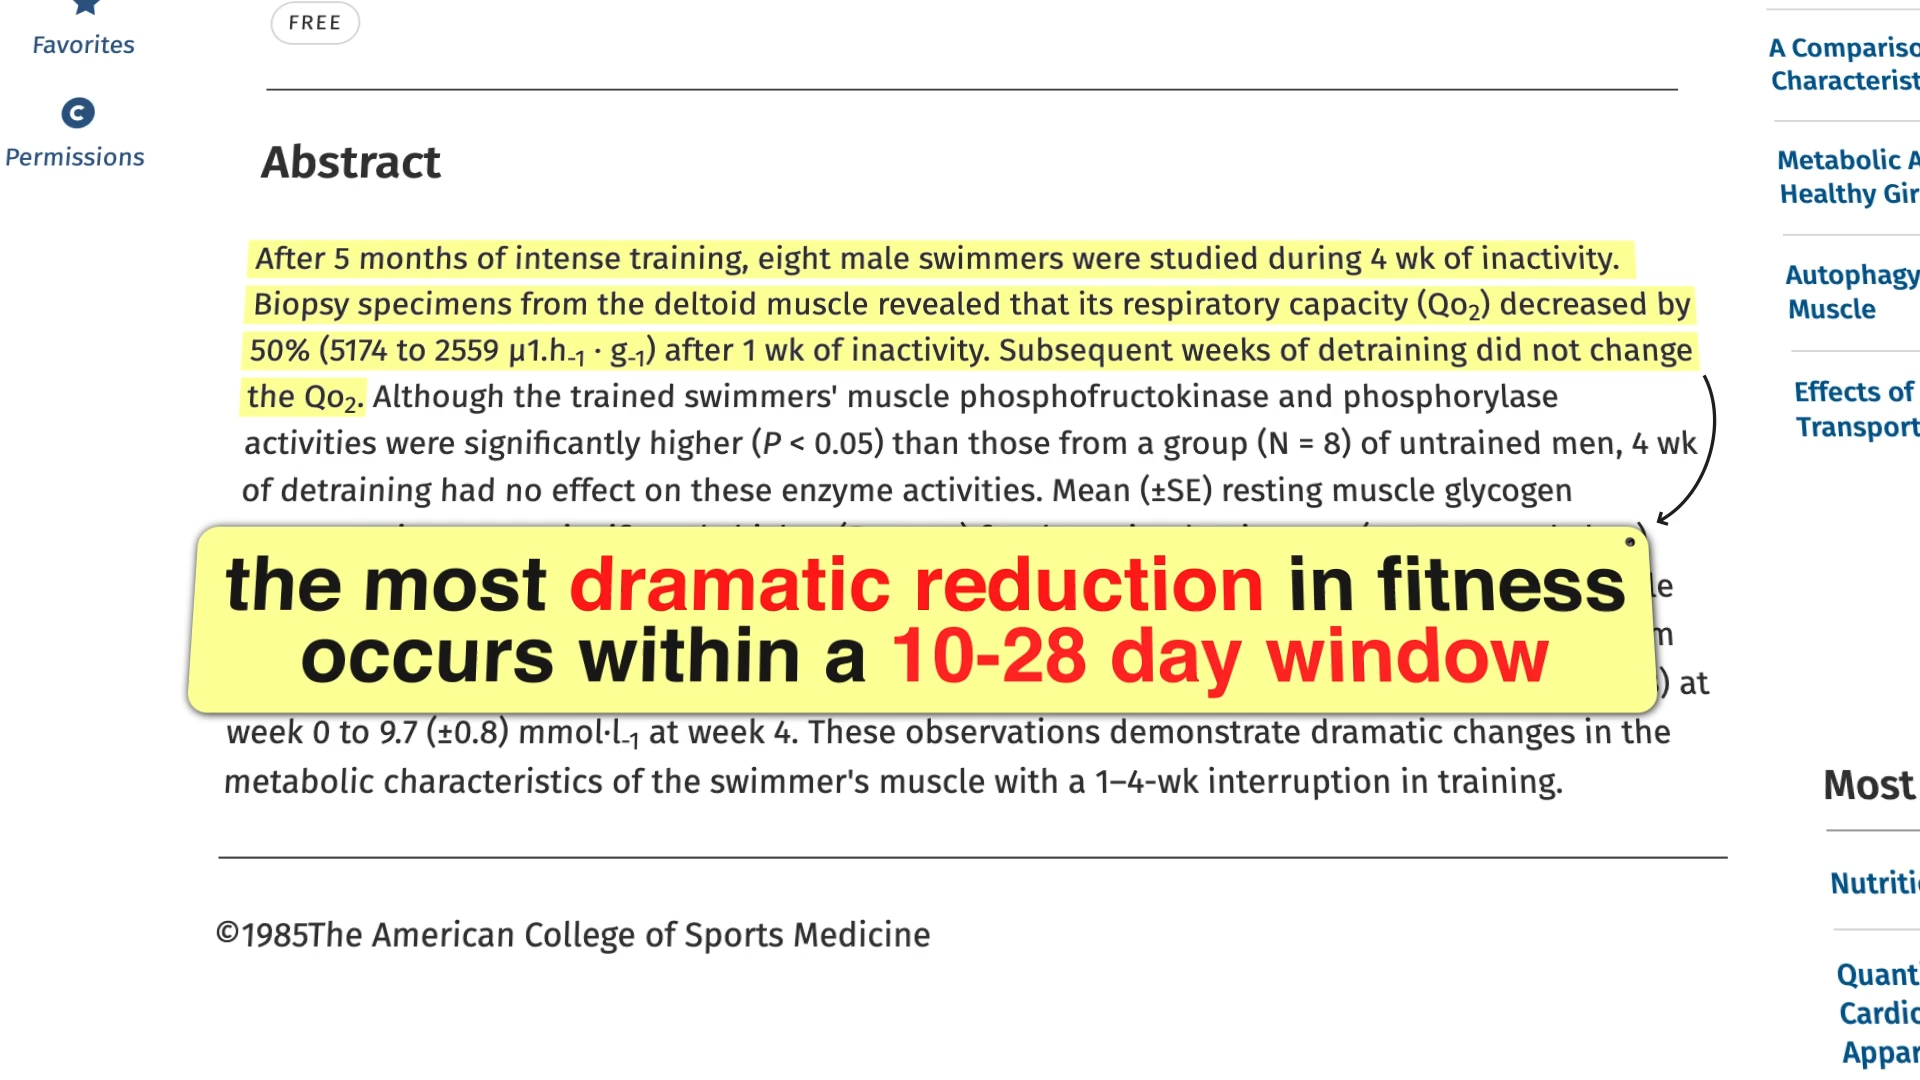 Favorites
Permissions
FREE
Abstract
After 5 months of intense training, eight male swimmers were studied during 4 wk of inactivity.
Biopsy specimens from the deltoid muscle revealed that its respiratory capacity (Qo₂) decreased by
50% (5174 to 2559 µ1.h₋₁ · g₋₁) after 1 wk of inactivity. Subsequent weeks of detraining did not change
the Qo₂. Although the trained swimmers' muscle phosphofructokinase and phosphorylase
activities were significantly higher (P < 0.05) than those from a group (N = 8) of untrained men, 4 wk
of detraining had no effect on these enzyme activities. Mean (±SE) resting muscle glycogen
the most dramatic reduction in fitness
occurs within a 10-28 day window
) at
week 0 to 9.7 (±0.8) mmol·l₋₁ at week 4. These observations demonstrate dramatic changes in the
metabolic characteristics of the swimmer's muscle with a 1–4-wk interruption in training.
©1985The American College of Sports Medicine
A Compariso
Characterist
Metabolic A
Healthy Gir
Autophagy
Muscle
Effects of
Transport
Most
Nutriti
Quant
Cardio
Appar